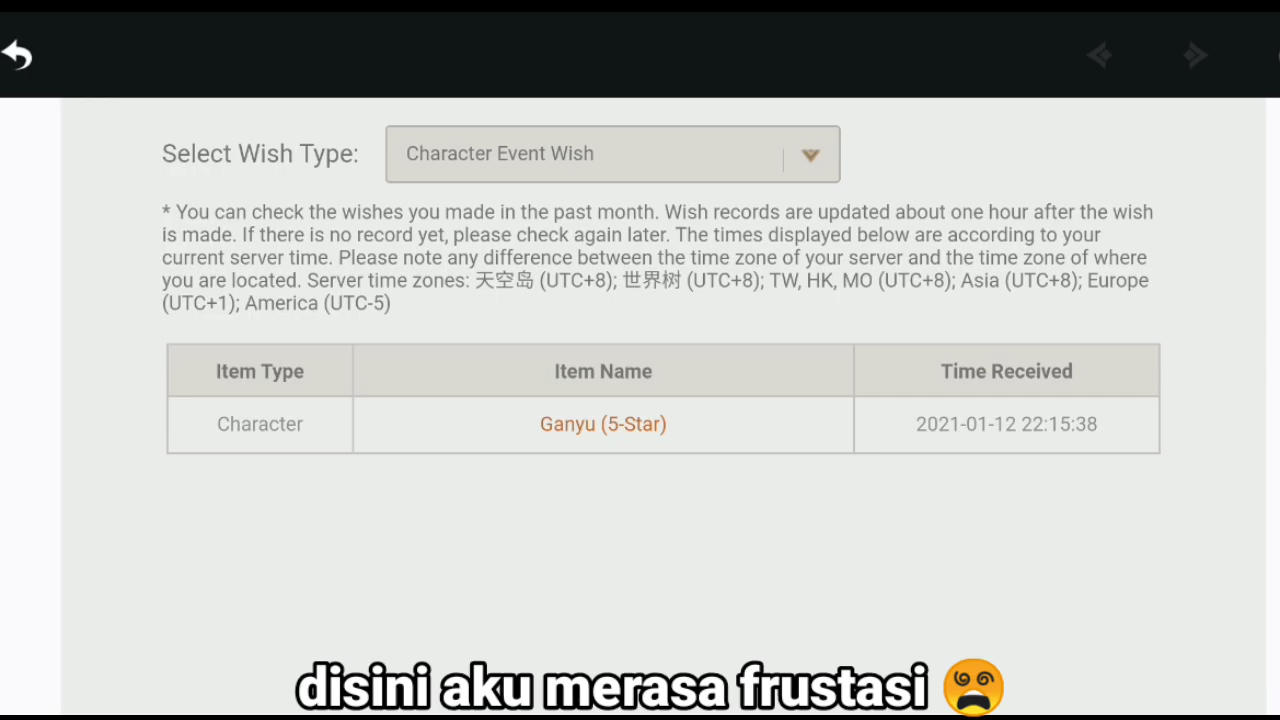 Select Wish Type: Character Event Wish
* You can check the wishes you made in the past month. Wish records are updated about one hour after the wish
is made. If there is no record yet, please check again later. The times displayed below are according to your
current server time. Please note any difference between the time zone of your server and the time zone of where
you are located. Server time zones: 天空岛 (UTC+8); 世界树 (UTC+8); TW, HK, MO (UTC+8); Asia (UTC+8); Europe
(UTC+1); America (UTC-5)
Item Type Item Name Time Received
Character Ganyu (5-Star) 2021-01-12 22:15:38
disini aku merasa frustasi 😵